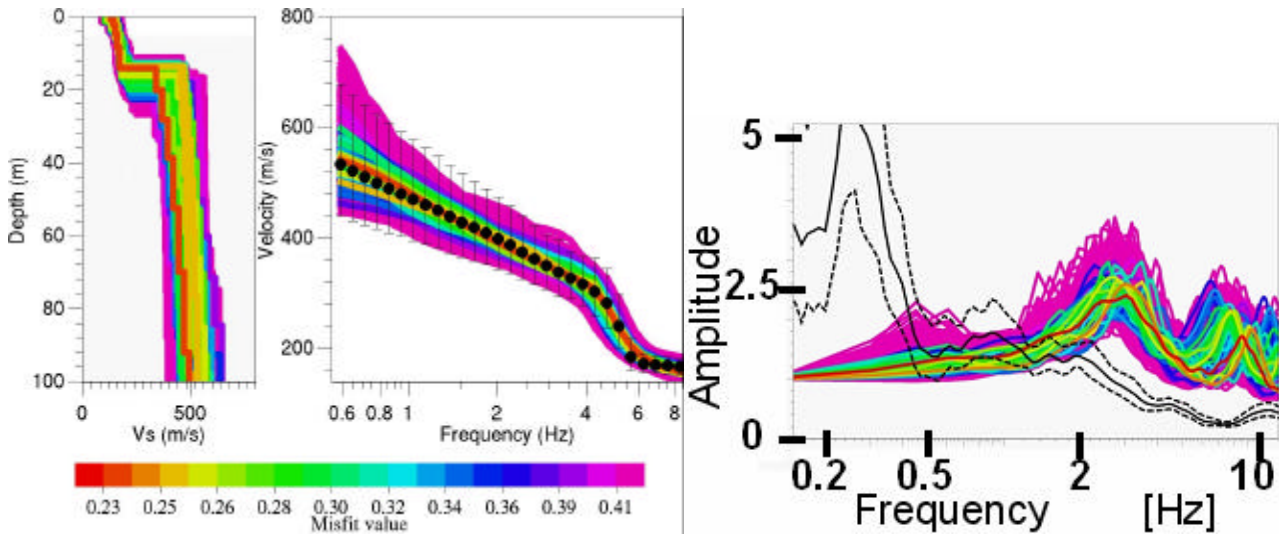 0
20
40
60
80
100
Depth (m)
0 500
Vs (m/s)
800
600
400
200
Velocity (m/s)
0.6 0.8 1 2 4 6 8
Frequency (Hz)
0.23 0.25 0.26 0.28 0.30 0.32 0.34 0.36 0.39 0.41
Misfit value
5
2.5
0
Amplitude
0.2 0.5 2 10
Frequency [Hz]